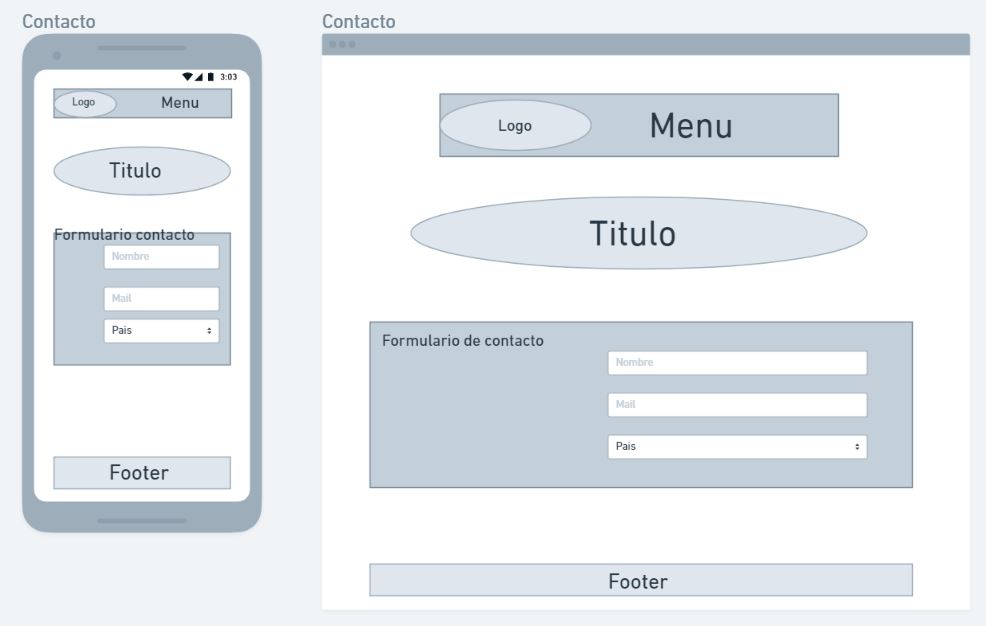 Contacto
3:03
Logo
Menu
Titulo
Formulario contacto
Nombre
Mail
Pais
Footer
Contacto
Logo
Menu
Titulo
Formulario de contacto
Nombre
Mail
Pais
Footer